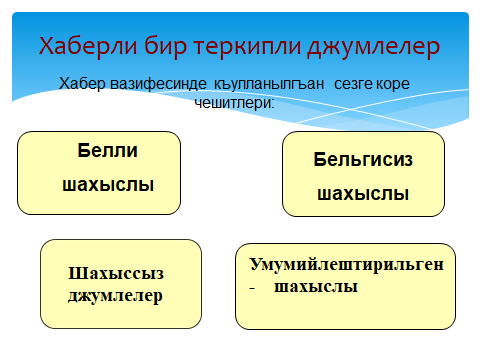 Хаберли бир теркипли джумлелер
Хабер вазифесинде къулланылгъан сезге коре
чешитлери:
Белли
шахыслы
Бельгисиз
шахыслы
Шахыссыз
джумлелер
Умумийлештирильген
- шахыслы